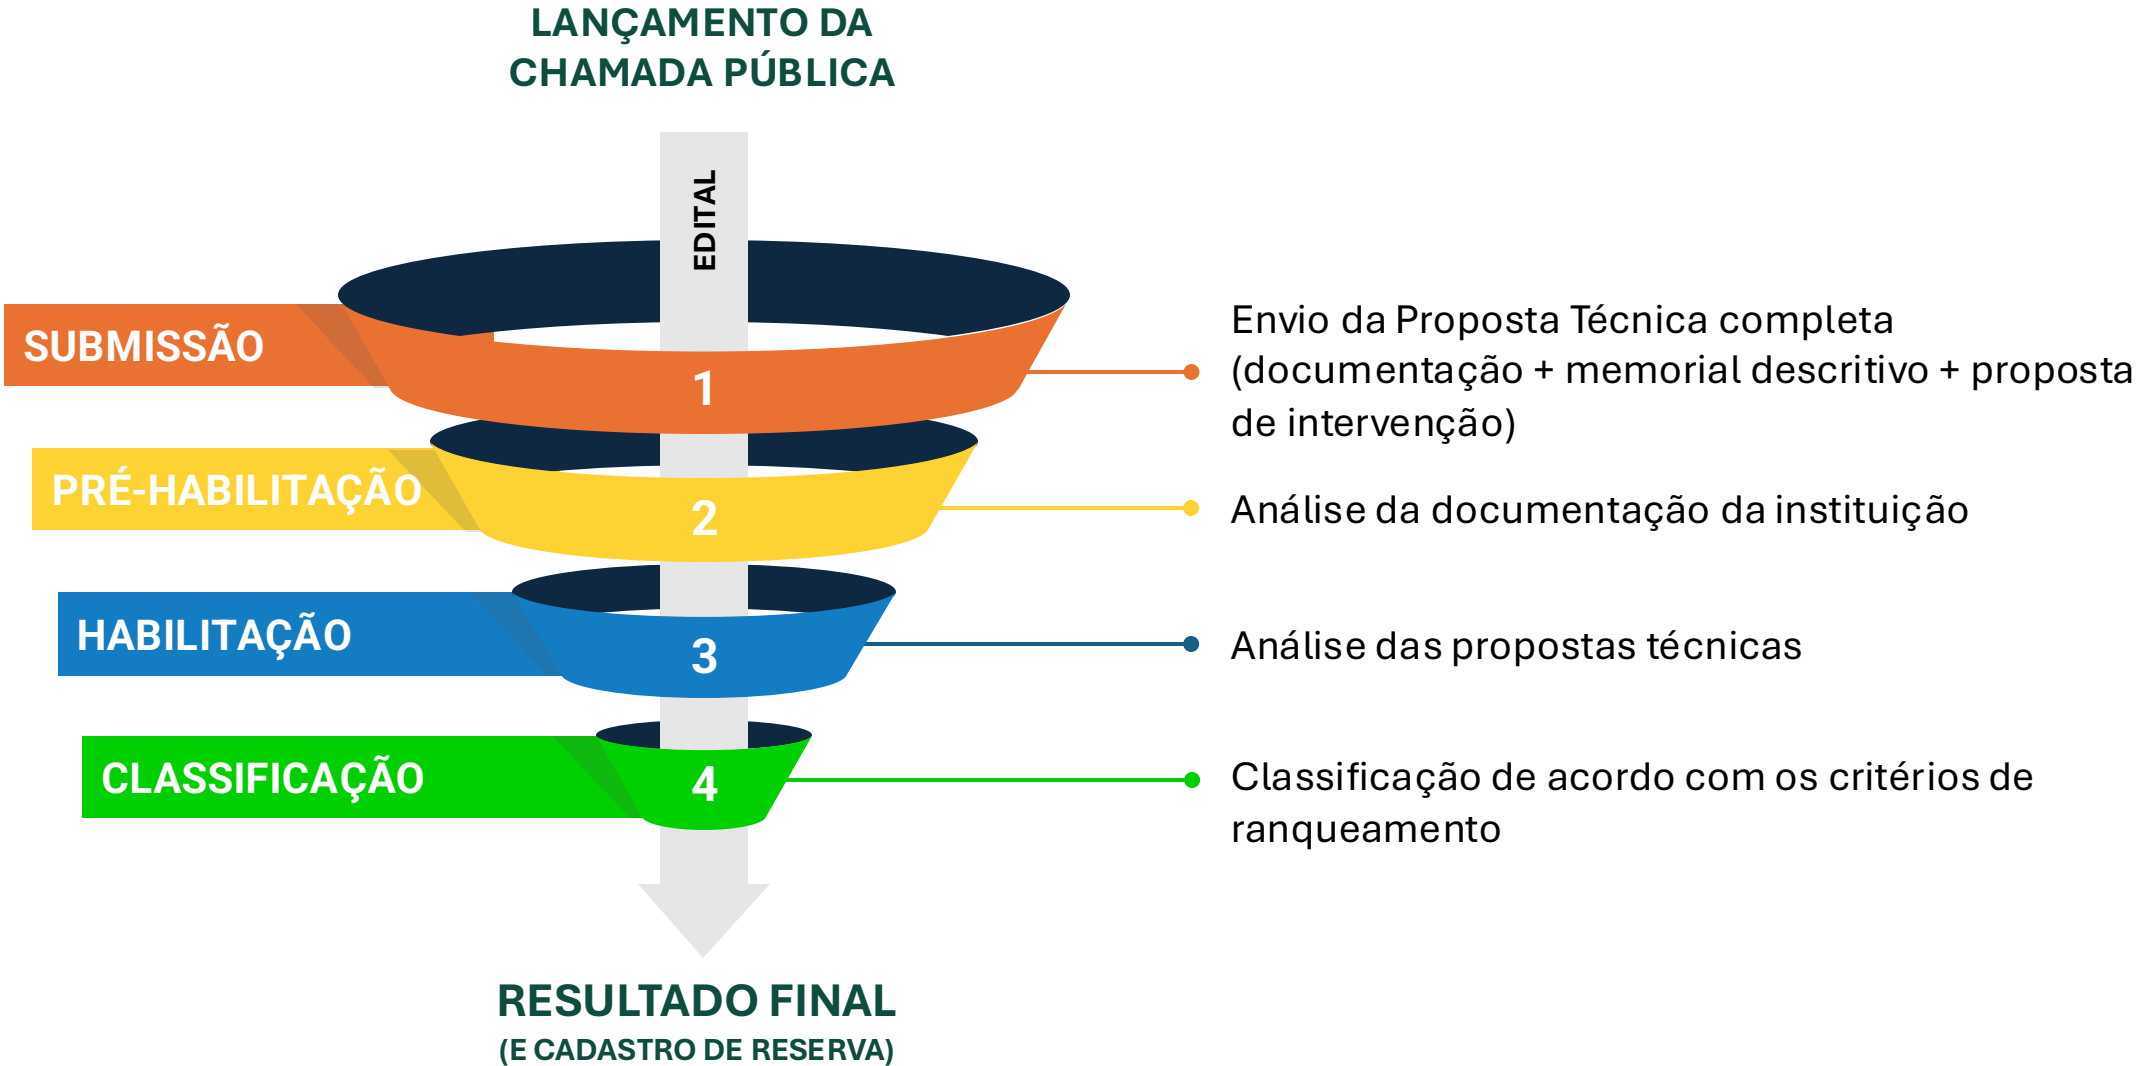 LANÇAMENTO DA
CHAMADA PÚBLICA
EDITAL
SUBMISSÃO
1
Envio da Proposta Técnica completa
(documentação + memorial descritivo + proposta
de intervenção)
PRÉ-HABILITAÇÃO
2
Análise da documentação da instituição
HABILITAÇÃO
3
Análise das propostas técnicas
CLASSIFICAÇÃO
4
Classificação de acordo com os critérios de
ranqueamento
RESULTADO FINAL
(E CADASTRO DE RESERVA)